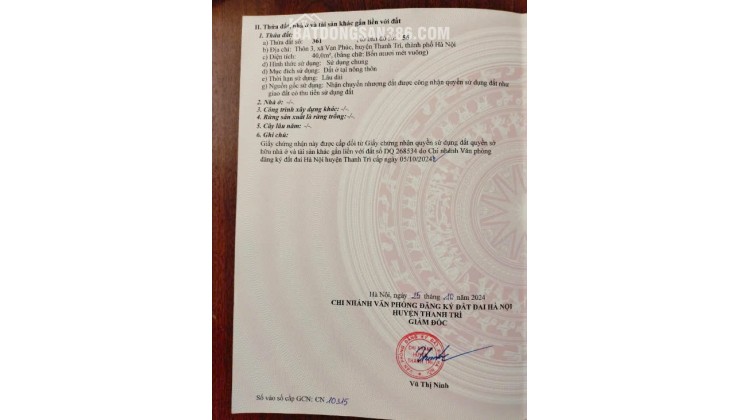 BATDONGSAN386.COM
II. Thửa đất, nhà ở và tài sản khác gắn liền với đất
1. Thửa đất:
a) Thửa đất số: 361
b) Địa chỉ: Thôn 3, xã Vạn Phúc, huyện Thanh Trì, thành phố Hà Nội
c) Diện tích: 40,0m², (bằng chữ: Bốn mươi mét vuông)
d) Hình thức sử dụng: Sử dụng chung
đ) Mục đích sử dụng: Đất ở tại nông thôn
e) Thời hạn sử dụng: Lâu dài
g) Nguồn gốc sử dụng: Nhận chuyển nhượng đất được công nhận quyền sử dụng đất như
giao đất có thu tiền sử dụng đất
2. Nhà ở: -/-
3. Công trình xây dựng khác: -/-
4. Rừng sản xuất là rừng trồng: -/-
5. Cây lâu năm: -/-
6. Ghi chú:
Giấy chứng nhận này được cấp đổi từ Giấy chứng nhận quyền sử dụng đất quyền sở
hữu nhà ở và tài sản khác gắn liền với đất số DQ 268534 do Chi nhánh Văn phòng
đăng ký đất đai Hà Nội huyện Thanh Trì cấp ngày 05/10/2024
Hà Nội, ngày 25 tháng 10 năm 2024
CHI NHÁNH VĂN PHÒNG ĐĂNG KÝ ĐẤT ĐAI HÀ NỘI
HUYỆN THANH TRÌ
GIÁM ĐỐC
CHI NHÁNH
HUYỆN
THANH TRÌ
Vũ Thị Ninh
Số vào sổ cấp GCN: CN 10315